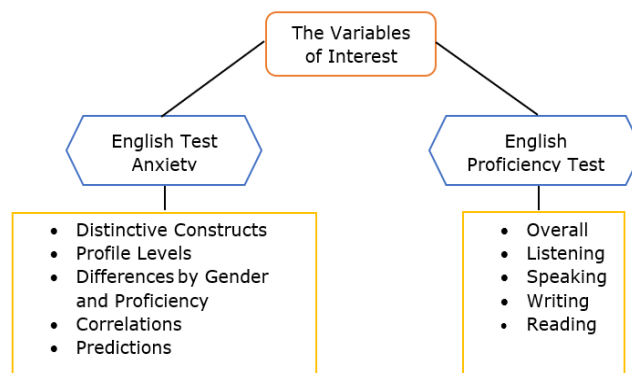 The Variables
of Interest
English Test
Anxiety
English
Proficiency Test
• Distinctive Constructs
• Profile Levels
• Differences by Gender
and Proficiency
• Correlations
• Predictions
• Overall
• Listening
• Speaking
• Writing
• Reading